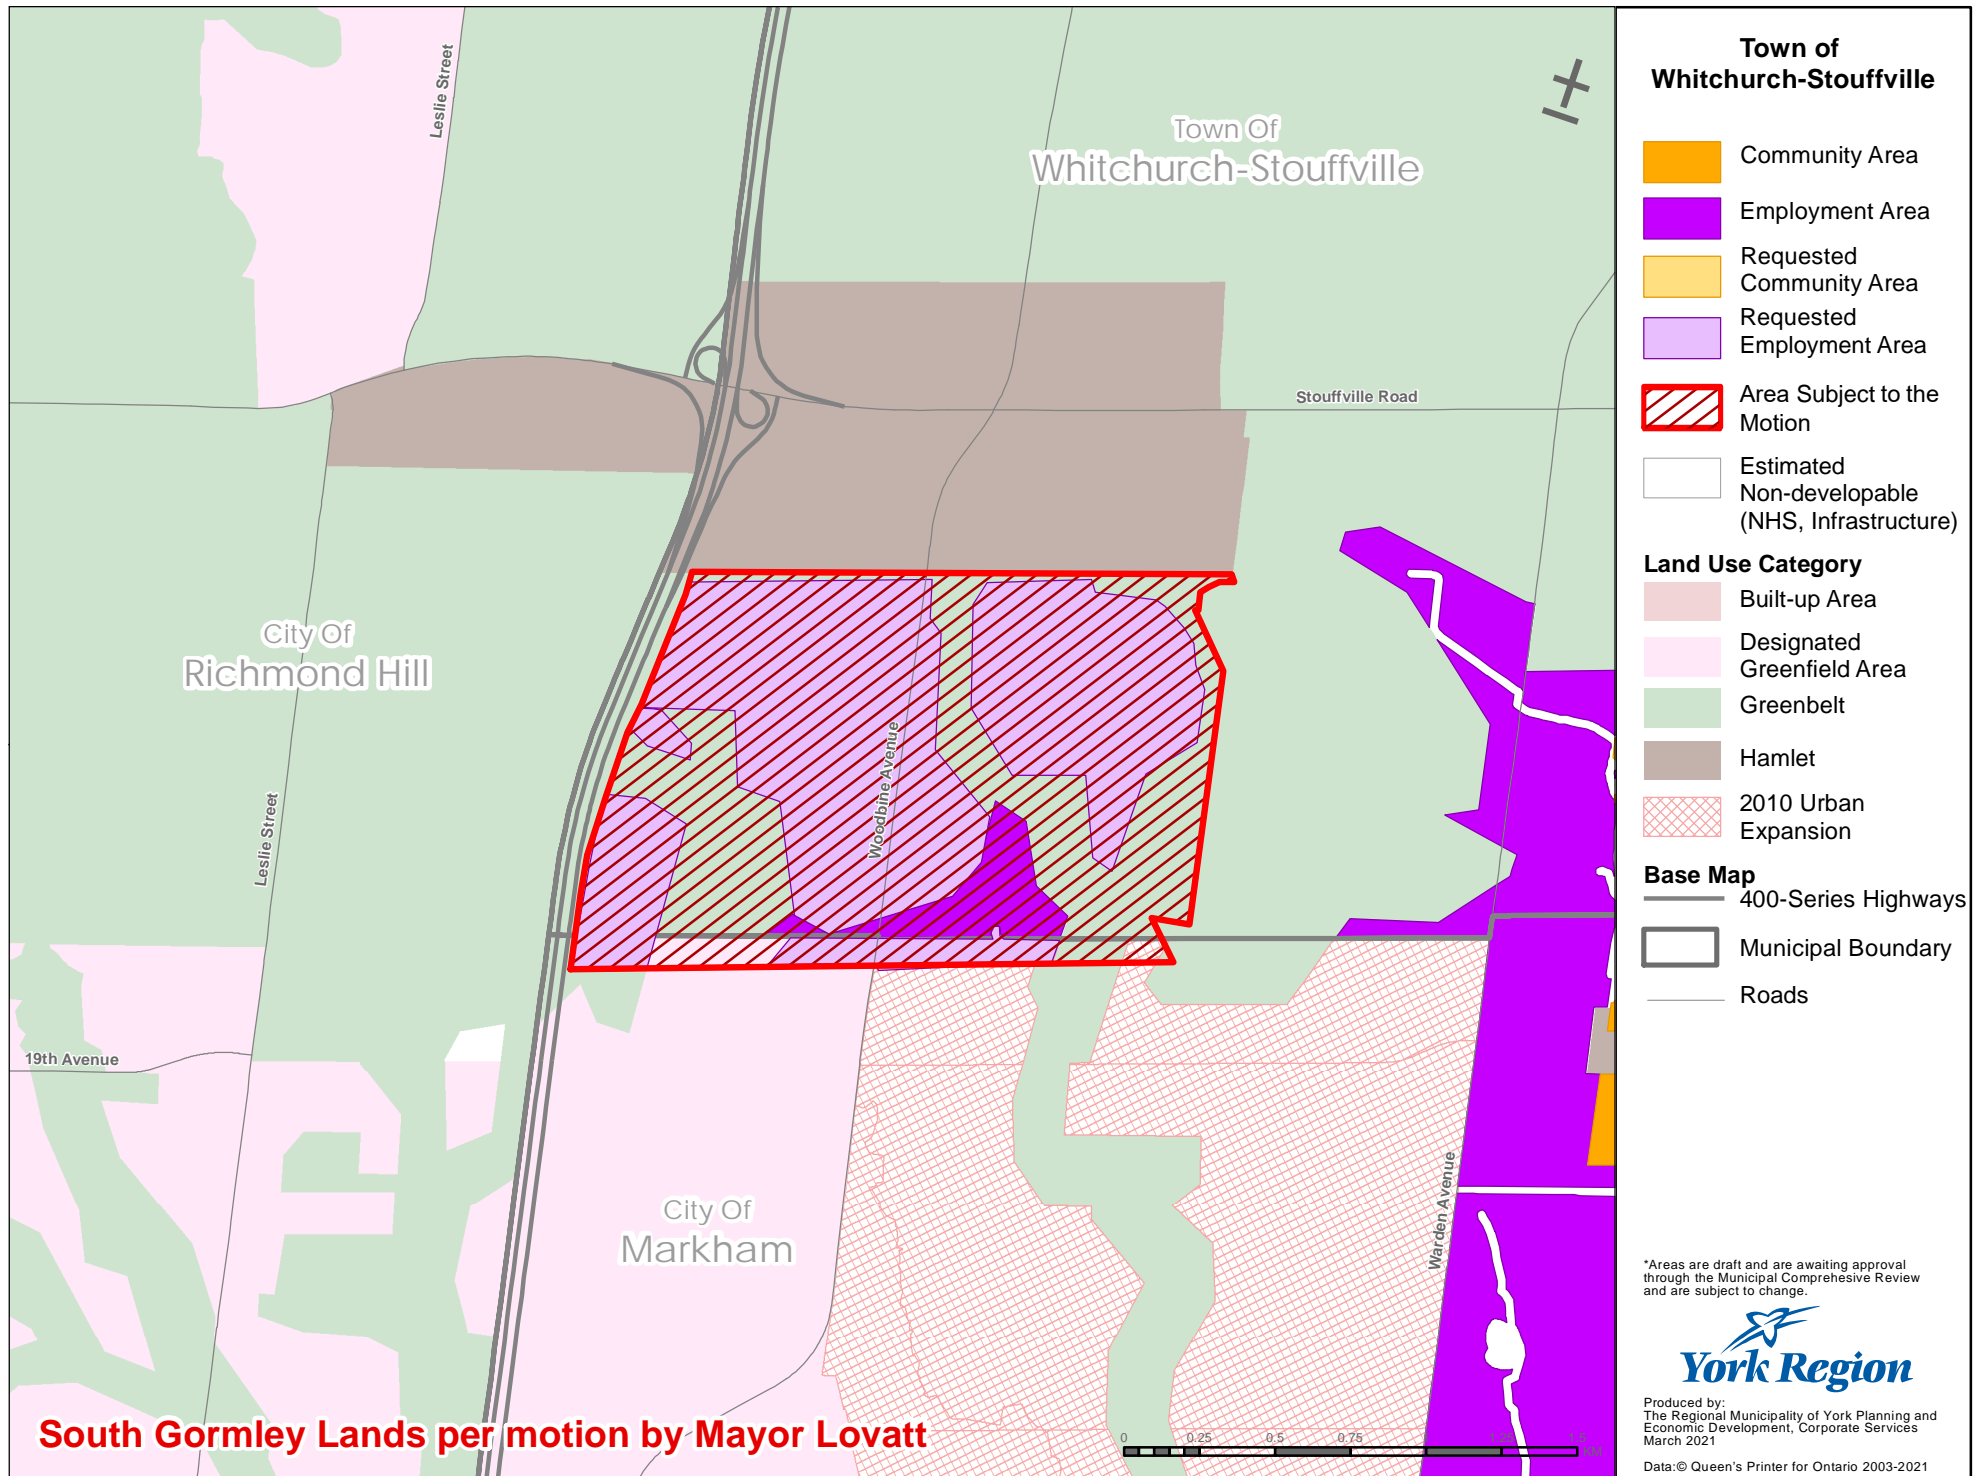 Leslie Street
Town Of
Whitchurch-Stouffville
Stouffville Road
City Of
Richmond Hill
Woodbine Avenue
Leslie Street
19th Avenue
City Of
Markham
Warden Avenue
South Gormley Lands per motion by Mayor Lovatt
0 0.25 0.5 0.75 1.25 1.5
KM
Town of
Whitchurch-Stouffville
Community Area
Employment Area
Requested
Community Area
Requested
Employment Area
Area Subject to the
Motion
Estimated
Non-developable
(NHS, Infrastructure)
Land Use Category
Built-up Area
Designated
Greenfield Area
Greenbelt
Hamlet
2010 Urban
Expansion
Base Map
400-Series Highways
Municipal Boundary
Roads
*Areas are draft and are awaiting approval
through the Municipal Comprehesive Review
and are subject to change.
York Region
Produced by:
The Regional Municipality of York Planning and
Economic Development, Corporate Services
March 2021
Data:© Queen's Printer for Ontario 2003-2021